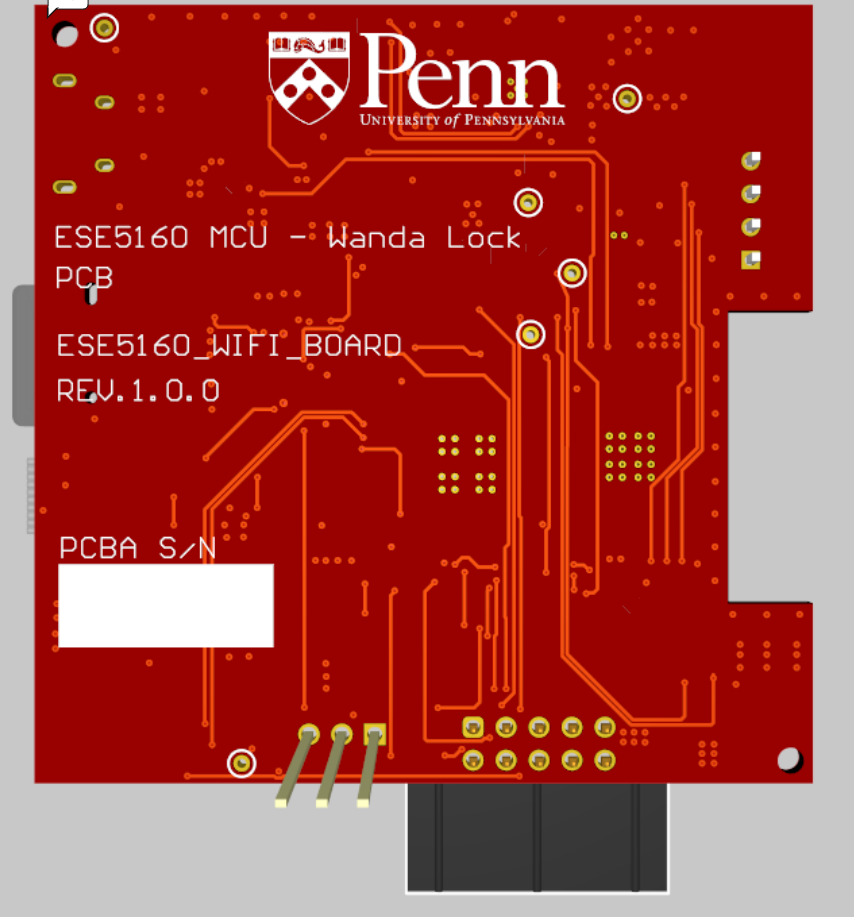 Penn
UNIVERSITY of PENNSYLVANIA
ESE5160 MCU - Wanda Lock
PCB
ESE5160_WIFI_BOARD
REV.1.0.0
PCBA S/N